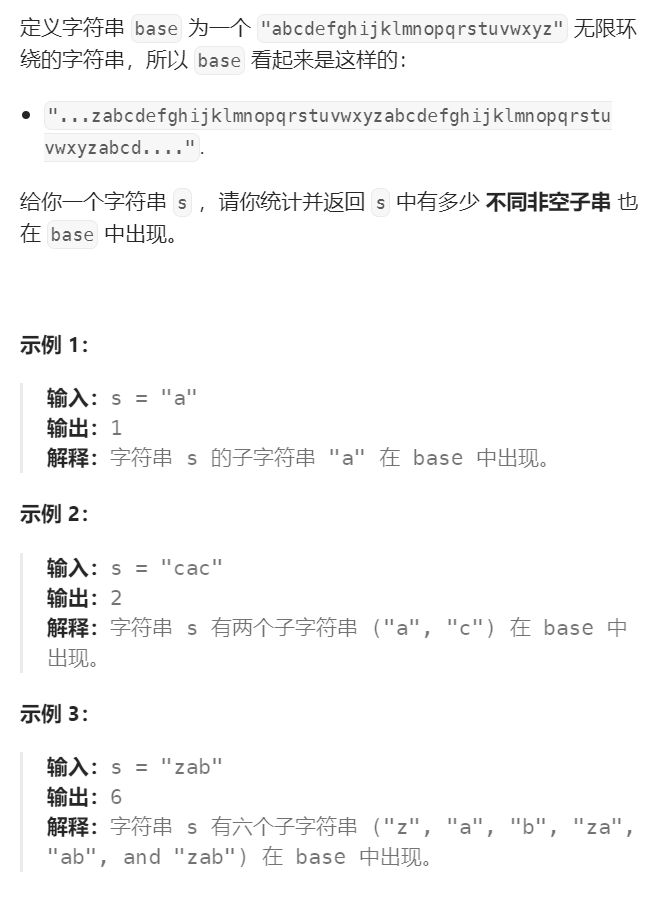 定义字符串 base 为一个 "abcdefghijklmnopqrstuvwxyz" 无限环
绕的字符串，所以 base 看起来是这样的：
• "...zabcdefghijklmnopqrstuvwxyzabcdefghijklmnopqrstu
vwxyzabcd....".
给你一个字符串 s ，请你统计并返回 s 中有多少 不同非空子串 也
在 base 中出现。
示例 1：
输入：s = "a"
输出：1
解释：字符串 s 的子字符串 "a" 在 base 中出现。
示例 2：
输入：s = "cac"
输出：2
解释：字符串 s 有两个子字符串 ("a", "c") 在 base 中
出现。
示例 3：
输入：s = "zab"
输出：6
解释：字符串 s 有六个子字符串 ("z", "a", "b", "za",
"ab", and "zab") 在 base 中出现。